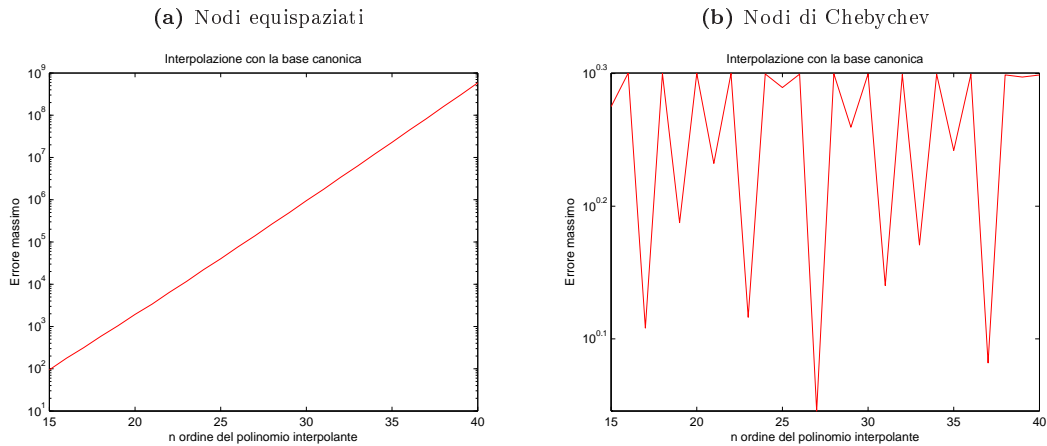 (a) Nodi equispaziati
Interpolazione con la base canonica
10^9
10^8
10^7
10^6
10^5
10^4
10^3
10^2
10^1
Errore massimo
15 20 25 30 35 40
n ordine del polinomio interpolante
(b) Nodi di Chebychev
Interpolazione con la base canonica
10^0.3
10^0.2
10^0.1
Errore massimo
15 20 25 30 35 40
n ordine del polinomio interpolante